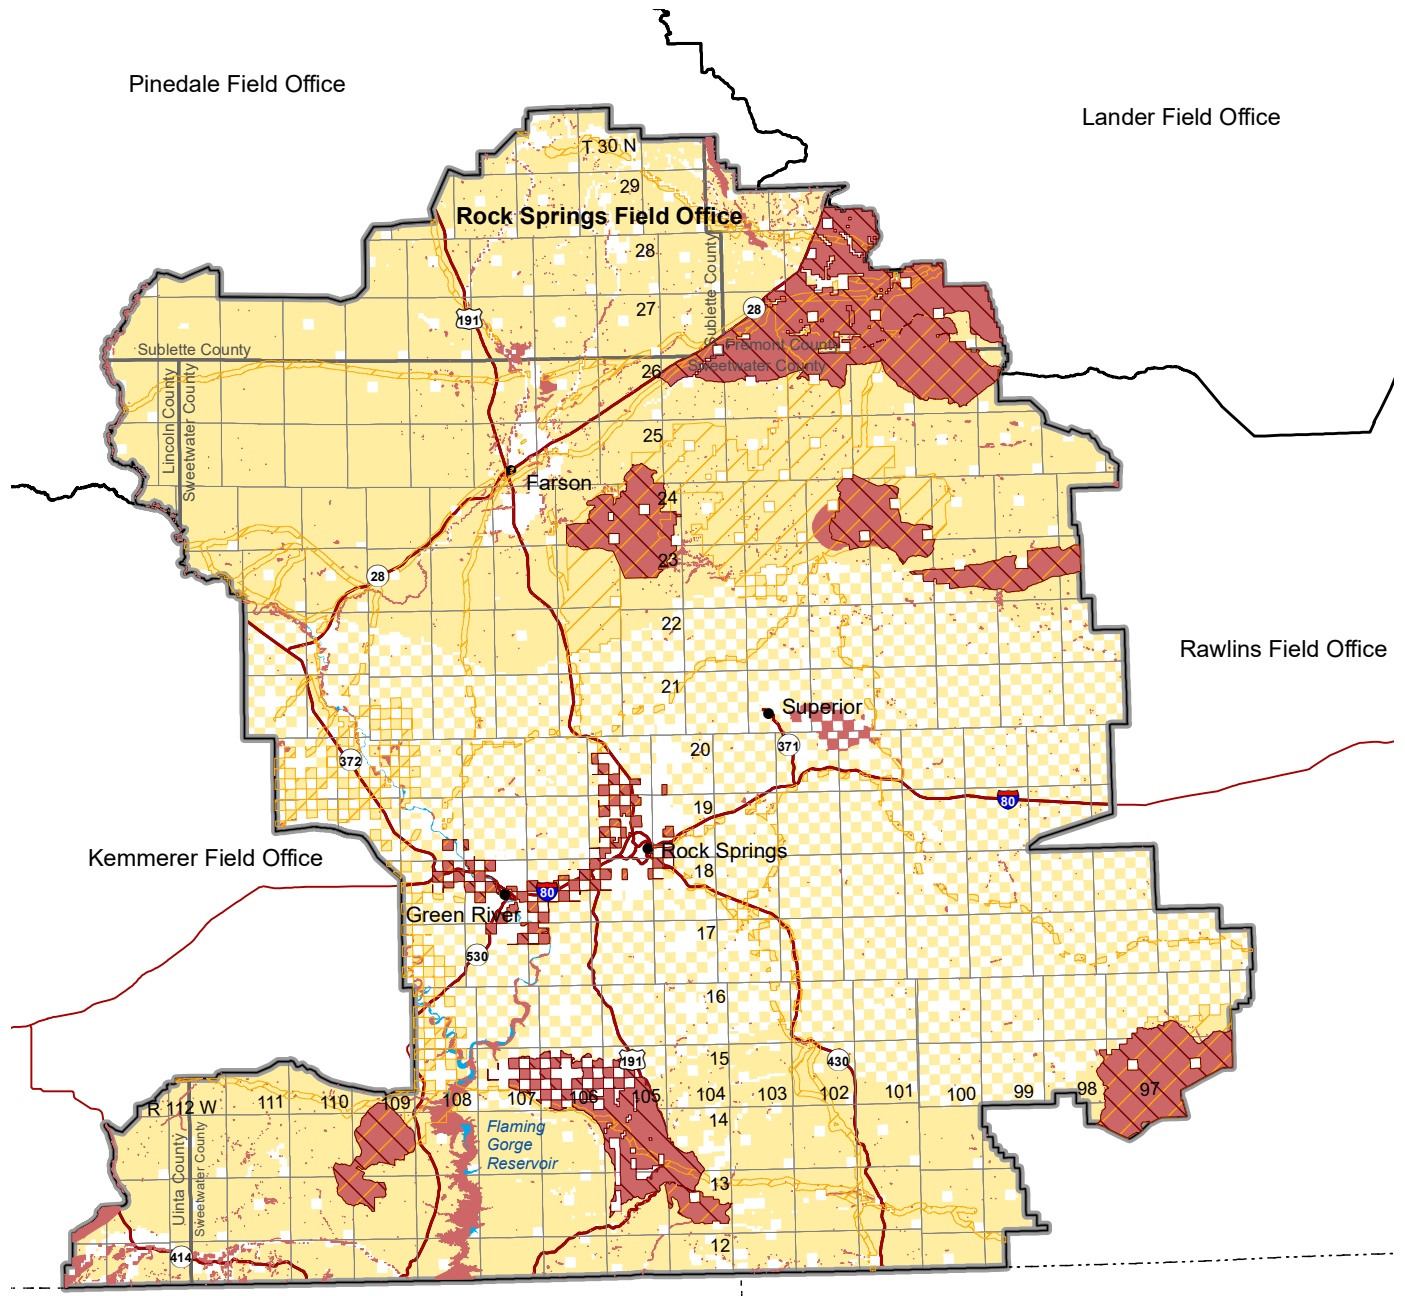 Pinedale Field Office
Lander Field Office
T 30 N
29
Rock Springs Field Office
28
Sublette County
27
28
191
Fremont County
Sublette County
Sweetwater County
26
Lincoln County
Sweetwater County
25
Farson
24
23
28
22
Rawlins Field Office
21
Superior
20
371
372
19
80
Rock Springs
Kemmerer Field Office
18
80
Green River
17
530
16
15
191
430
R 112 W
111
110
109
108
107
106
105
104
103
102
101
100
99
98
97
14
Flaming
Gorge
Reservoir
Uinta County
Sweetwater County
13
12
414